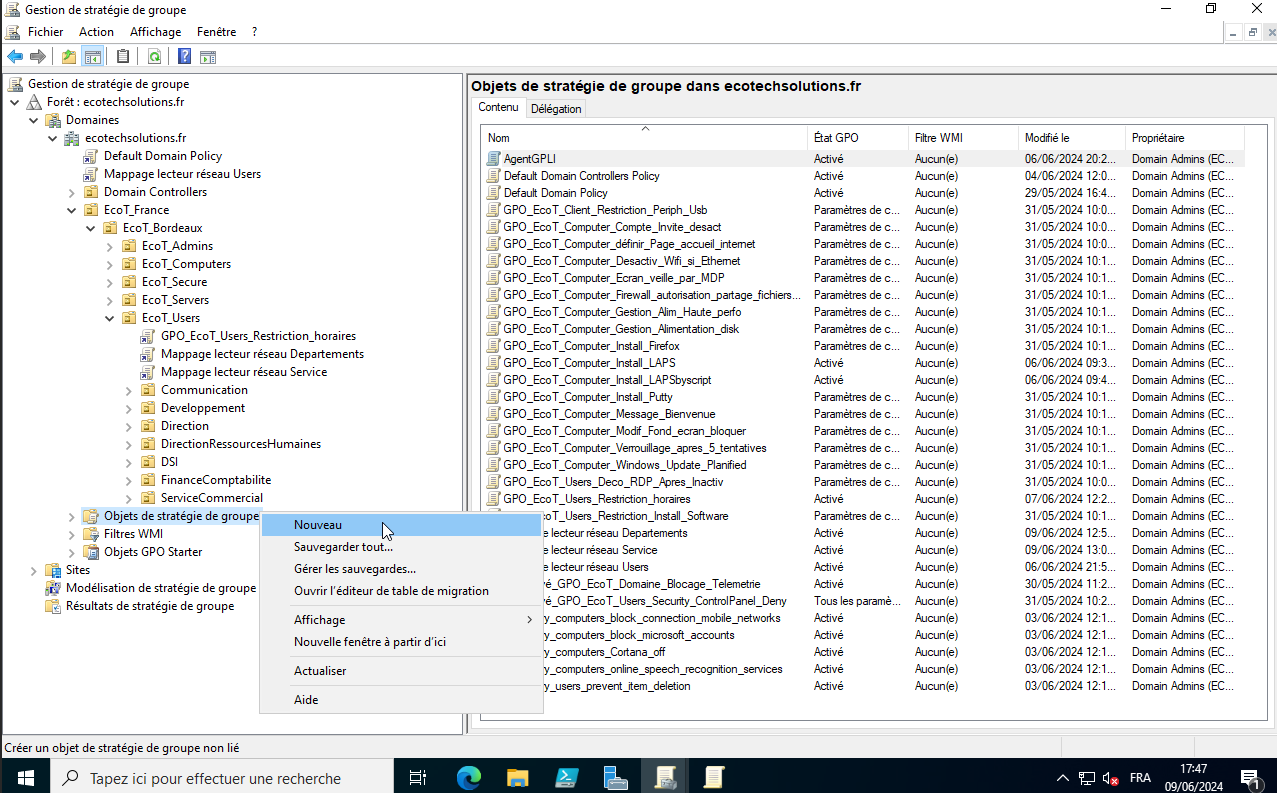 Gestion de stratégie de groupe
Fichier Action Affichage Fenêtre ?
Gestion de stratégie de groupe
Forêt : ecotechsolutions.fr
Domaines
ecotechsolutions.fr
Default Domain Policy
Mappage lecteur réseau Users
Domain Controllers
EcoT_France
EcoT_Bordeaux
EcoT_Admins
EcoT_Computers
EcoT_Secure
EcoT_Servers
EcoT_Users
GPO_EcoT_Users_Restriction_horaires
Mappage lecteur réseau Departements
Mappage lecteur réseau Service
Communication
Developpement
Direction
DirectionRessourcesHumaines
DSI
FinanceComptabilite
ServiceCommercial
Objets de stratégie de groupe
Filtres WMI
Objets GPO Starter
Sites
Modélisation de stratégie de groupe
Résultats de stratégie de groupe
Nouveau
Sauvegarder tout...
Gérer les sauvegardes...
Ouvrir l'éditeur de table de migration
Affichage
Nouvelle fenêtre à partir d'ici
Actualiser
Aide
Objets de stratégie de groupe dans ecotechsolutions.fr
Contenu Délégation
Nom État GPO Filtre WMI Modifié le Propriétaire
AgentGPLI Activé Aucun(e) 06/06/2024 20:2... Domain Admins (EC...
Default Domain Controllers Policy Activé Aucun(e) 04/06/2024 12:0... Domain Admins (EC...
Default Domain Policy Activé Aucun(e) 29/05/2024 16:4... Domain Admins (EC...
GPO_EcoT_Client_Restriction_Periph_Usb Paramètres de c... Aucun(e) 31/05/2024 10:0... Domain Admins (EC...
GPO_EcoT_Computer_Compte_Invite_desact Paramètres de c... Aucun(e) 31/05/2024 10:0... Domain Admins (EC...
GPO_EcoT_Computer_définir_Page_accueil_internet Paramètres de c... Aucun(e) 31/05/2024 10:0... Domain Admins (EC...
GPO_EcoT_Computer_Desactiv_Wifi_si_Ethernet Paramètres de c... Aucun(e) 31/05/2024 10:1... Domain Admins (EC...
GPO_EcoT_Computer_Ecran_veille_par_MDP Paramètres de c... Aucun(e) 31/05/2024 10:1... Domain Admins (EC...
GPO_EcoT_Computer_Firewall_autorisation_partage_fichiers... Paramètres de c... Aucun(e) 31/05/2024 10:1... Domain Admins (EC...
GPO_EcoT_Computer_Gestion_Alim_Haute_perfo Paramètres de c... Aucun(e) 31/05/2024 10:1... Domain Admins (EC...
GPO_EcoT_Computer_Gestion_Alimentation_disk Paramètres de c... Aucun(e) 31/05/2024 10:1... Domain Admins (EC...
GPO_EcoT_Computer_Install_Firefox Paramètres de c... Aucun(e) 31/05/2024 10:1... Domain Admins (EC...
GPO_EcoT_Computer_Install_LAPS Activé Aucun(e) 06/06/2024 09:3... Domain Admins (EC...
GPO_EcoT_Computer_Install_LAPSbyscript Activé Aucun(e) 06/06/2024 09:4... Domain Admins (EC...
GPO_EcoT_Computer_Install_Putty Paramètres de c... Aucun(e) 31/05/2024 10:1... Domain Admins (EC...
GPO_EcoT_Computer_Message_Bienvenue Paramètres de c... Aucun(e) 31/05/2024 10:1... Domain Admins (EC...
GPO_EcoT_Computer_Modif_Fond_ecran_bloquer Paramètres de c... Aucun(e) 31/05/2024 10:1... Domain Admins (EC...
GPO_EcoT_Computer_Verrouillage_apres_5_tentatives Paramètres de c... Aucun(e) 31/05/2024 10:1... Domain Admins (EC...
GPO_EcoT_Computer_Windows_Update_Planified Paramètres de c... Aucun(e) 31/05/2024 10:1... Domain Admins (EC...
GPO_EcoT_Users_Deco_RDP_Apres_Inactiv Paramètres de c... Aucun(e) 31/05/2024 10:0... Domain Admins (EC...
GPO_EcoT_Users_Restriction_horaires Activé Aucun(e) 07/06/2024 12:2... Domain Admins (EC...
T_Users_Restriction_Install_Software Paramètres de c... Aucun(e) 31/05/2024 10:1... Domain Admins (EC...
e lecteur réseau Departements Activé Aucun(e) 09/06/2024 12:5... Domain Admins (EC...
e lecteur réseau Service Activé Aucun(e) 09/06/2024 13:0... Domain Admins (EC...
e lecteur réseau Users Activé Aucun(e) 06/06/2024 21:5... Domain Admins (EC...
vé_GPO_EcoT_Domaine_Blocage_Telemetrie Activé Aucun(e) 30/05/2024 11:2... Domain Admins (EC...
vé_GPO_EcoT_Users_Security_ControlPanel_Deny Tous les paramè... Aucun(e) 31/05/2024 10:2... Domain Admins (EC...
y_computers_block_connection_mobile_networks Activé Aucun(e) 03/06/2024 12:1... Domain Admins (EC...
y_computers_block_microsoft_accounts Activé Aucun(e) 03/06/2024 12:1... Domain Admins (EC...
y_computers_Cortana_off Activé Aucun(e) 03/06/2024 12:1... Domain Admins (EC...
y_computers_online_speech_recognition_services Activé Aucun(e) 03/06/2024 12:1... Domain Admins (EC...
y_users_prevent_item_deletion Activé Aucun(e) 03/06/2024 12:1... Domain Admins (EC...
Créer un objet de stratégie de groupe non lié
Tapez ici pour effectuer une recherche
FRA
17:47
09/06/2024
1